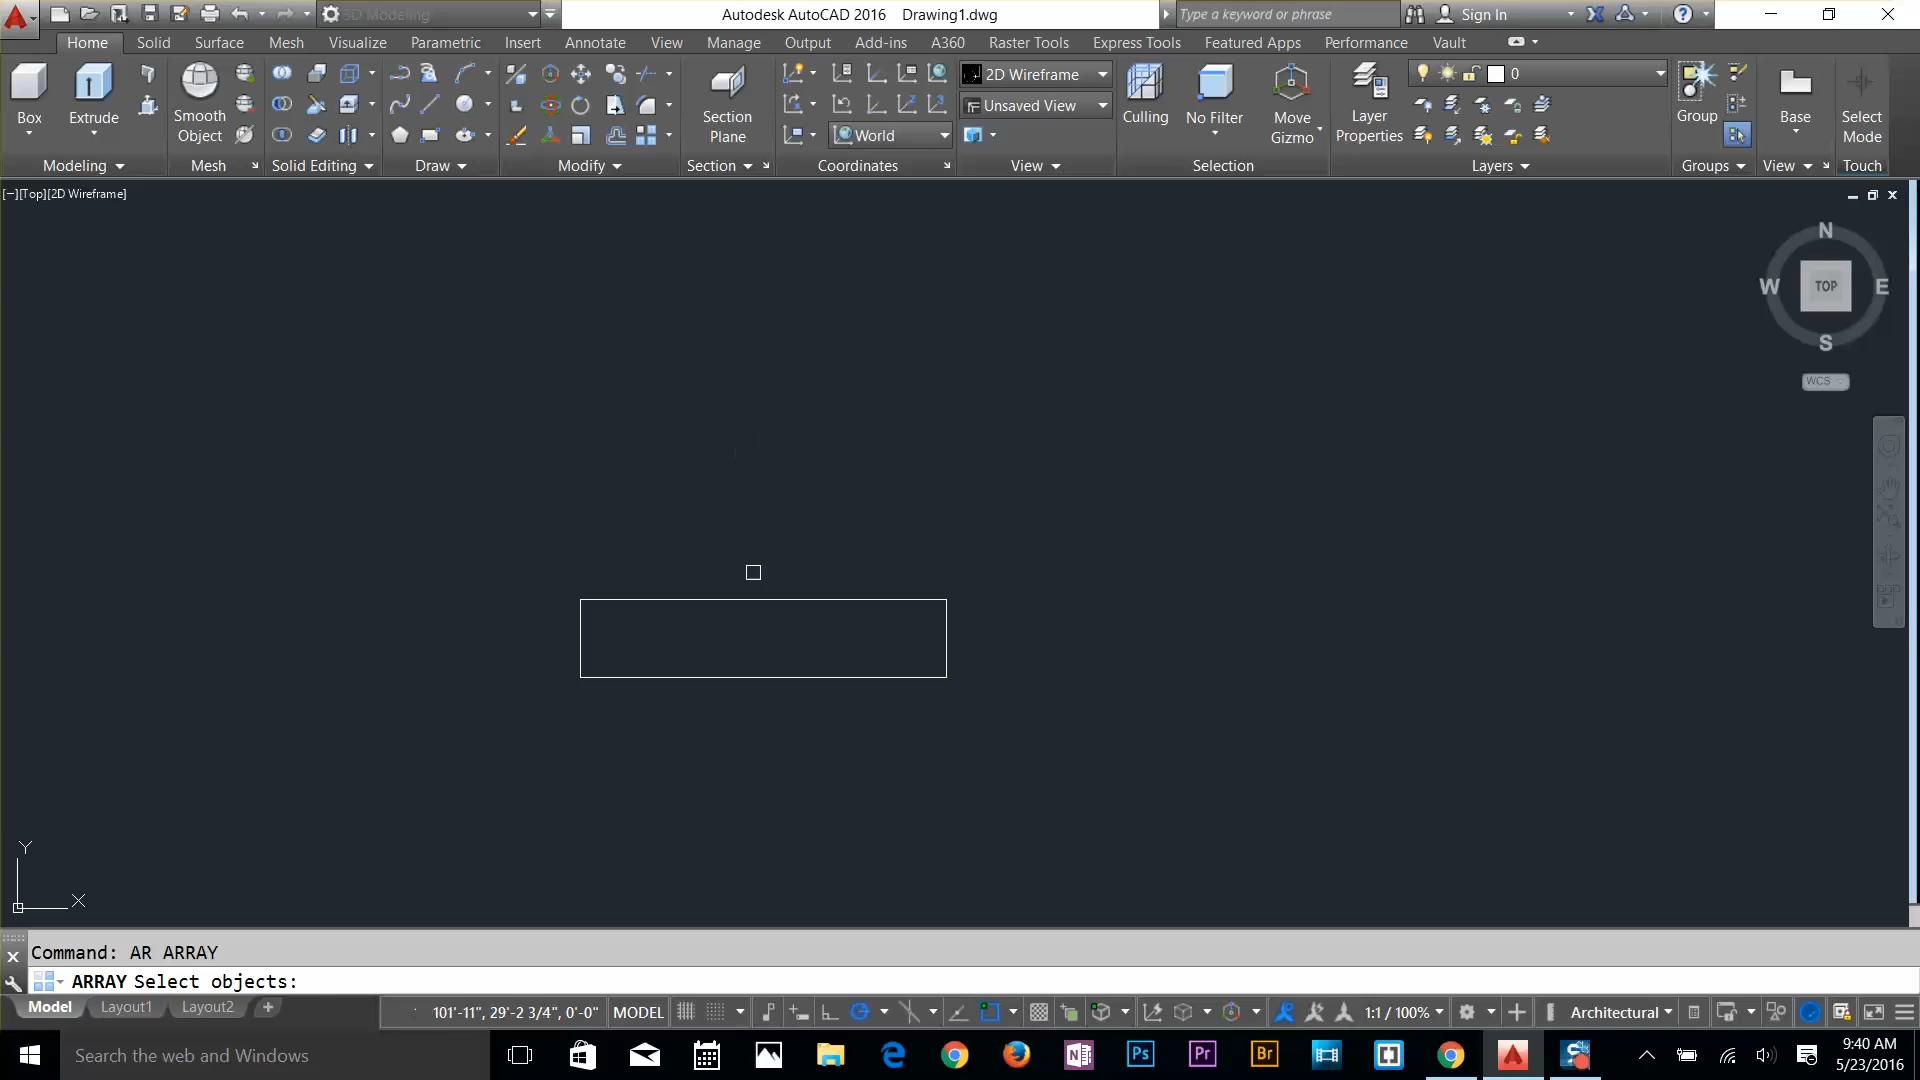 3D Modeling
Autodesk AutoCAD 2016 Drawing1.dwg
Type a keyword or phrase
Sign In
Home Solid Surface Mesh Visualize Parametric Insert Annotate View Manage Output Add-ins A360 Raster Tools Express Tools Featured Apps Performance Vault
Box
Extrude
Smooth
Object
Section
Plane
2D Wireframe
Unsaved View
World
Culling
No Filter
Move
Gizmo
Layer
Properties
0
Group
Base
Select
Mode
Modeling Mesh Solid Editing Draw Modify Section Coordinates View Selection Layers Groups View Touch
[−][Top][2D Wireframe]
N
W TOP E
S
WCS
Y
X
Command: AR ARRAY
ARRAY Select objects:
Model Layout1 Layout2 +
101'-11", 29'-2 3/4", 0'-0" MODEL 1:1 / 100% Architectural
Search the web and Windows
N Ps Pr Br
9:40 AM
5/23/2016